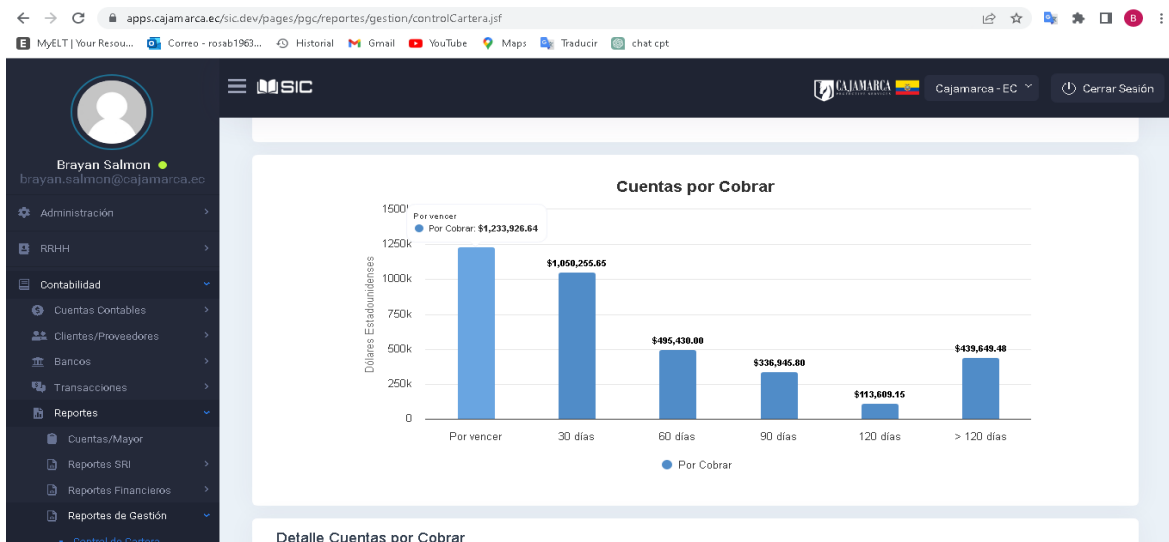 apps.cajamarca.ec/sic.dev/pages/pgc/reportes/gestion/controlCartera.jsf
B
MyELT | Your Resou... Correo - rosab1963... Historial Gmail YouTube Maps Traducir chat cpt
SIC
CAJAMARCA
Cajamarca - EC
Cerrar Sesión
Brayan Salmon
brayan.salmon@cajamarca.ec
Administración
RRHH
Contabilidad
Cuentas Contables
Clientes/Proveedores
Bancos
Transacciones
Reportes
Cuentas/Mayor
Reportes SRI
Reportes Financieros
Reportes de Gestión
Control de Cartera
Cuentas por Cobrar
Dólares Estadounidenses
1500k
1250k
1000k
750k
500k
250k
0
Por vencer
Por Cobrar: $1,233,926.64
$1,050,255.65
$495,430.00
$336,945.80
$113,609.15
$439,649.48
Por vencer 30 días 60 días 90 días 120 días > 120 días
Por Cobrar
Detalle Cuentas por Cobrar